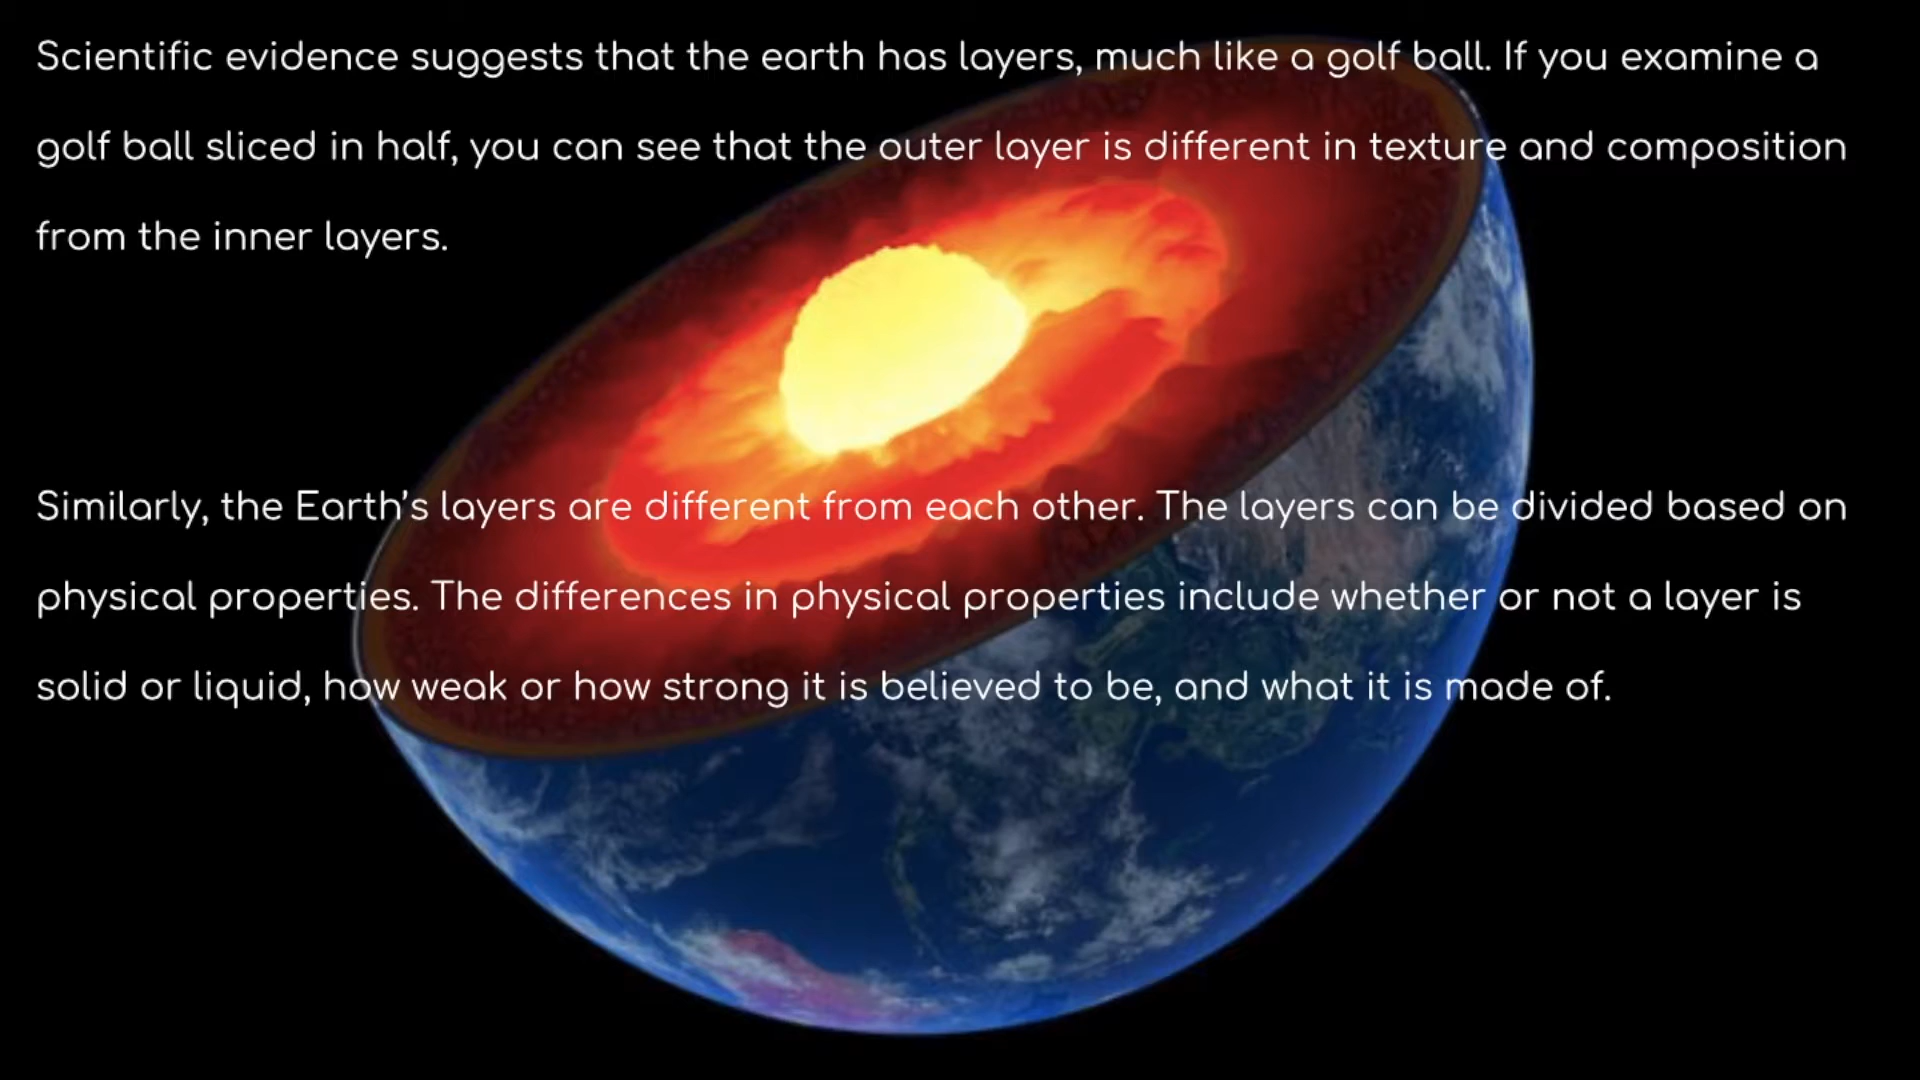 Scientific evidence suggests that the earth has layers, much like a golf ball. If you examine a
golf ball sliced in half, you can see that the outer layer is different in texture and composition
from the inner layers.
Similarly, the Earth's layers are different from each other. The layers can be divided based on
physical properties. The differences in physical properties include whether or not a layer is
solid or liquid, how weak or how strong it is believed to be, and what it is made of.